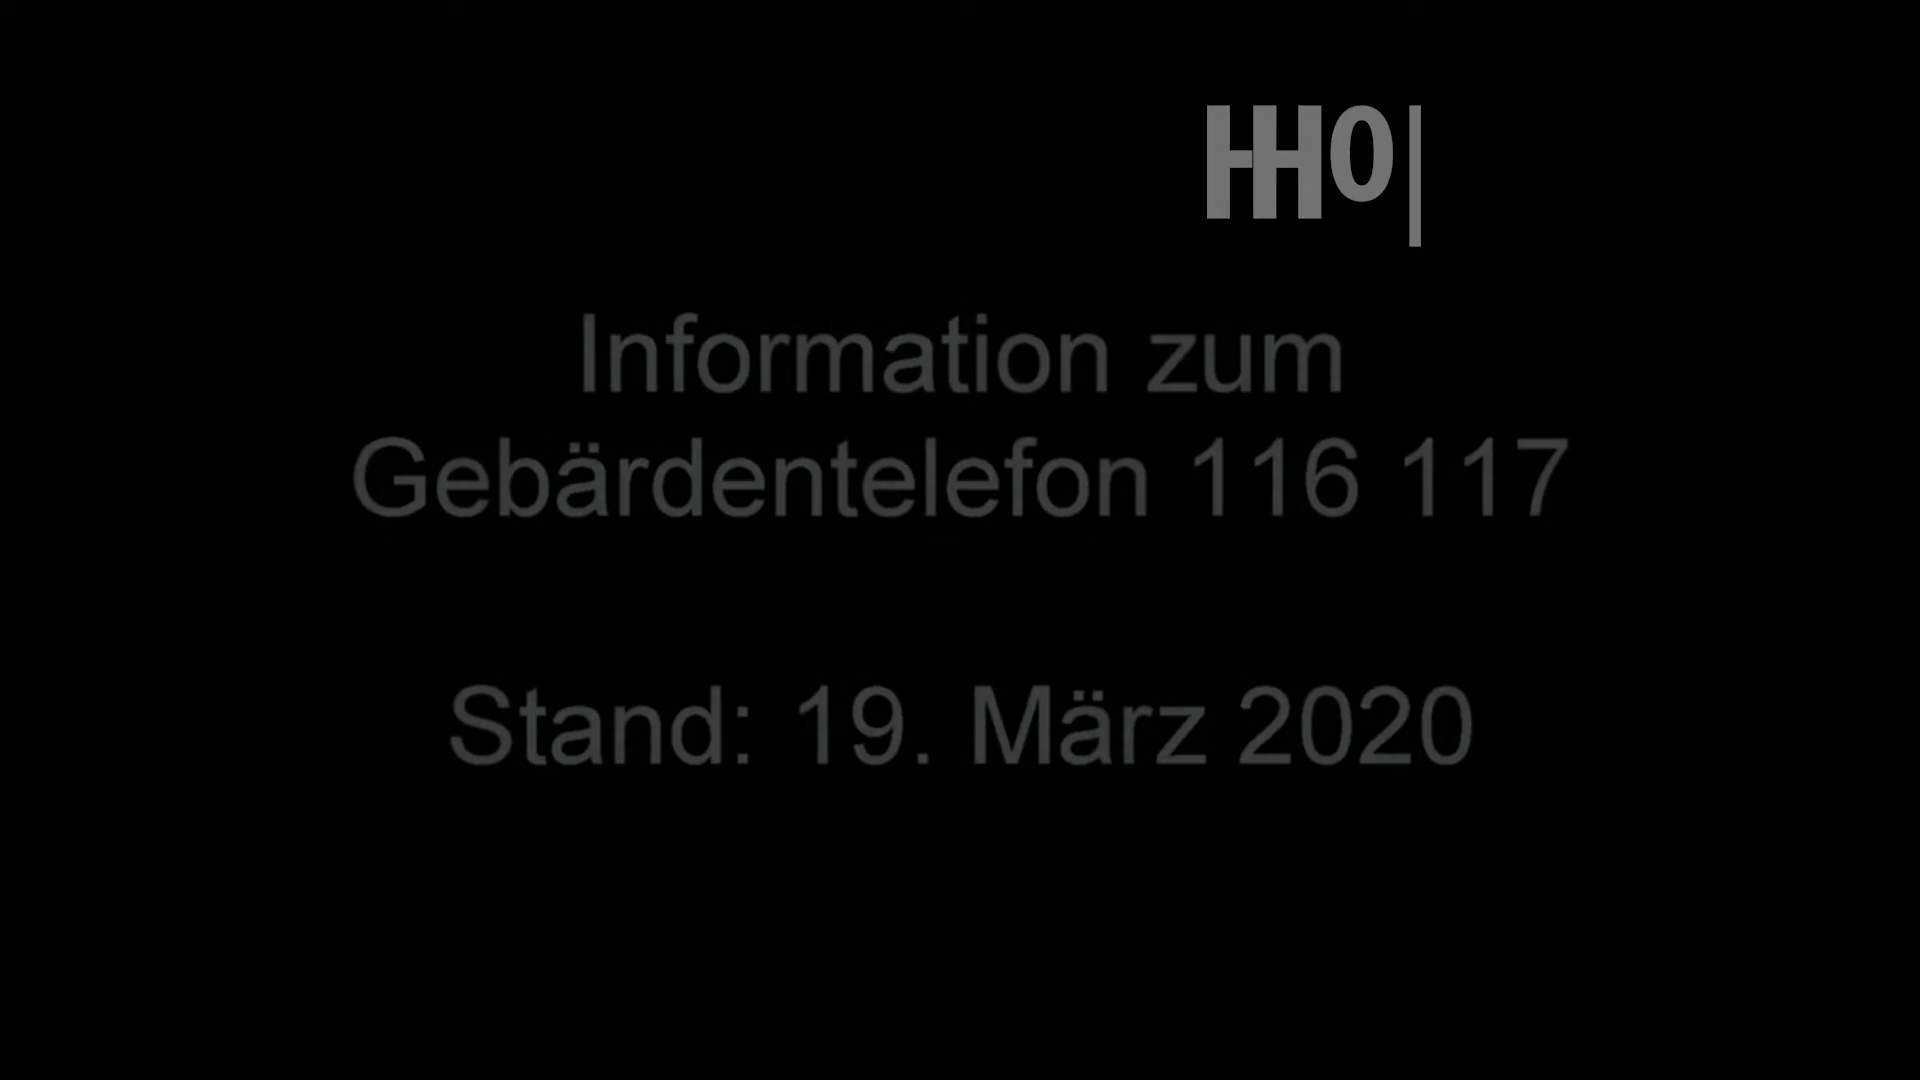 Information zum
Gebärdentelefon 116 117
Stand: 19. März 2020